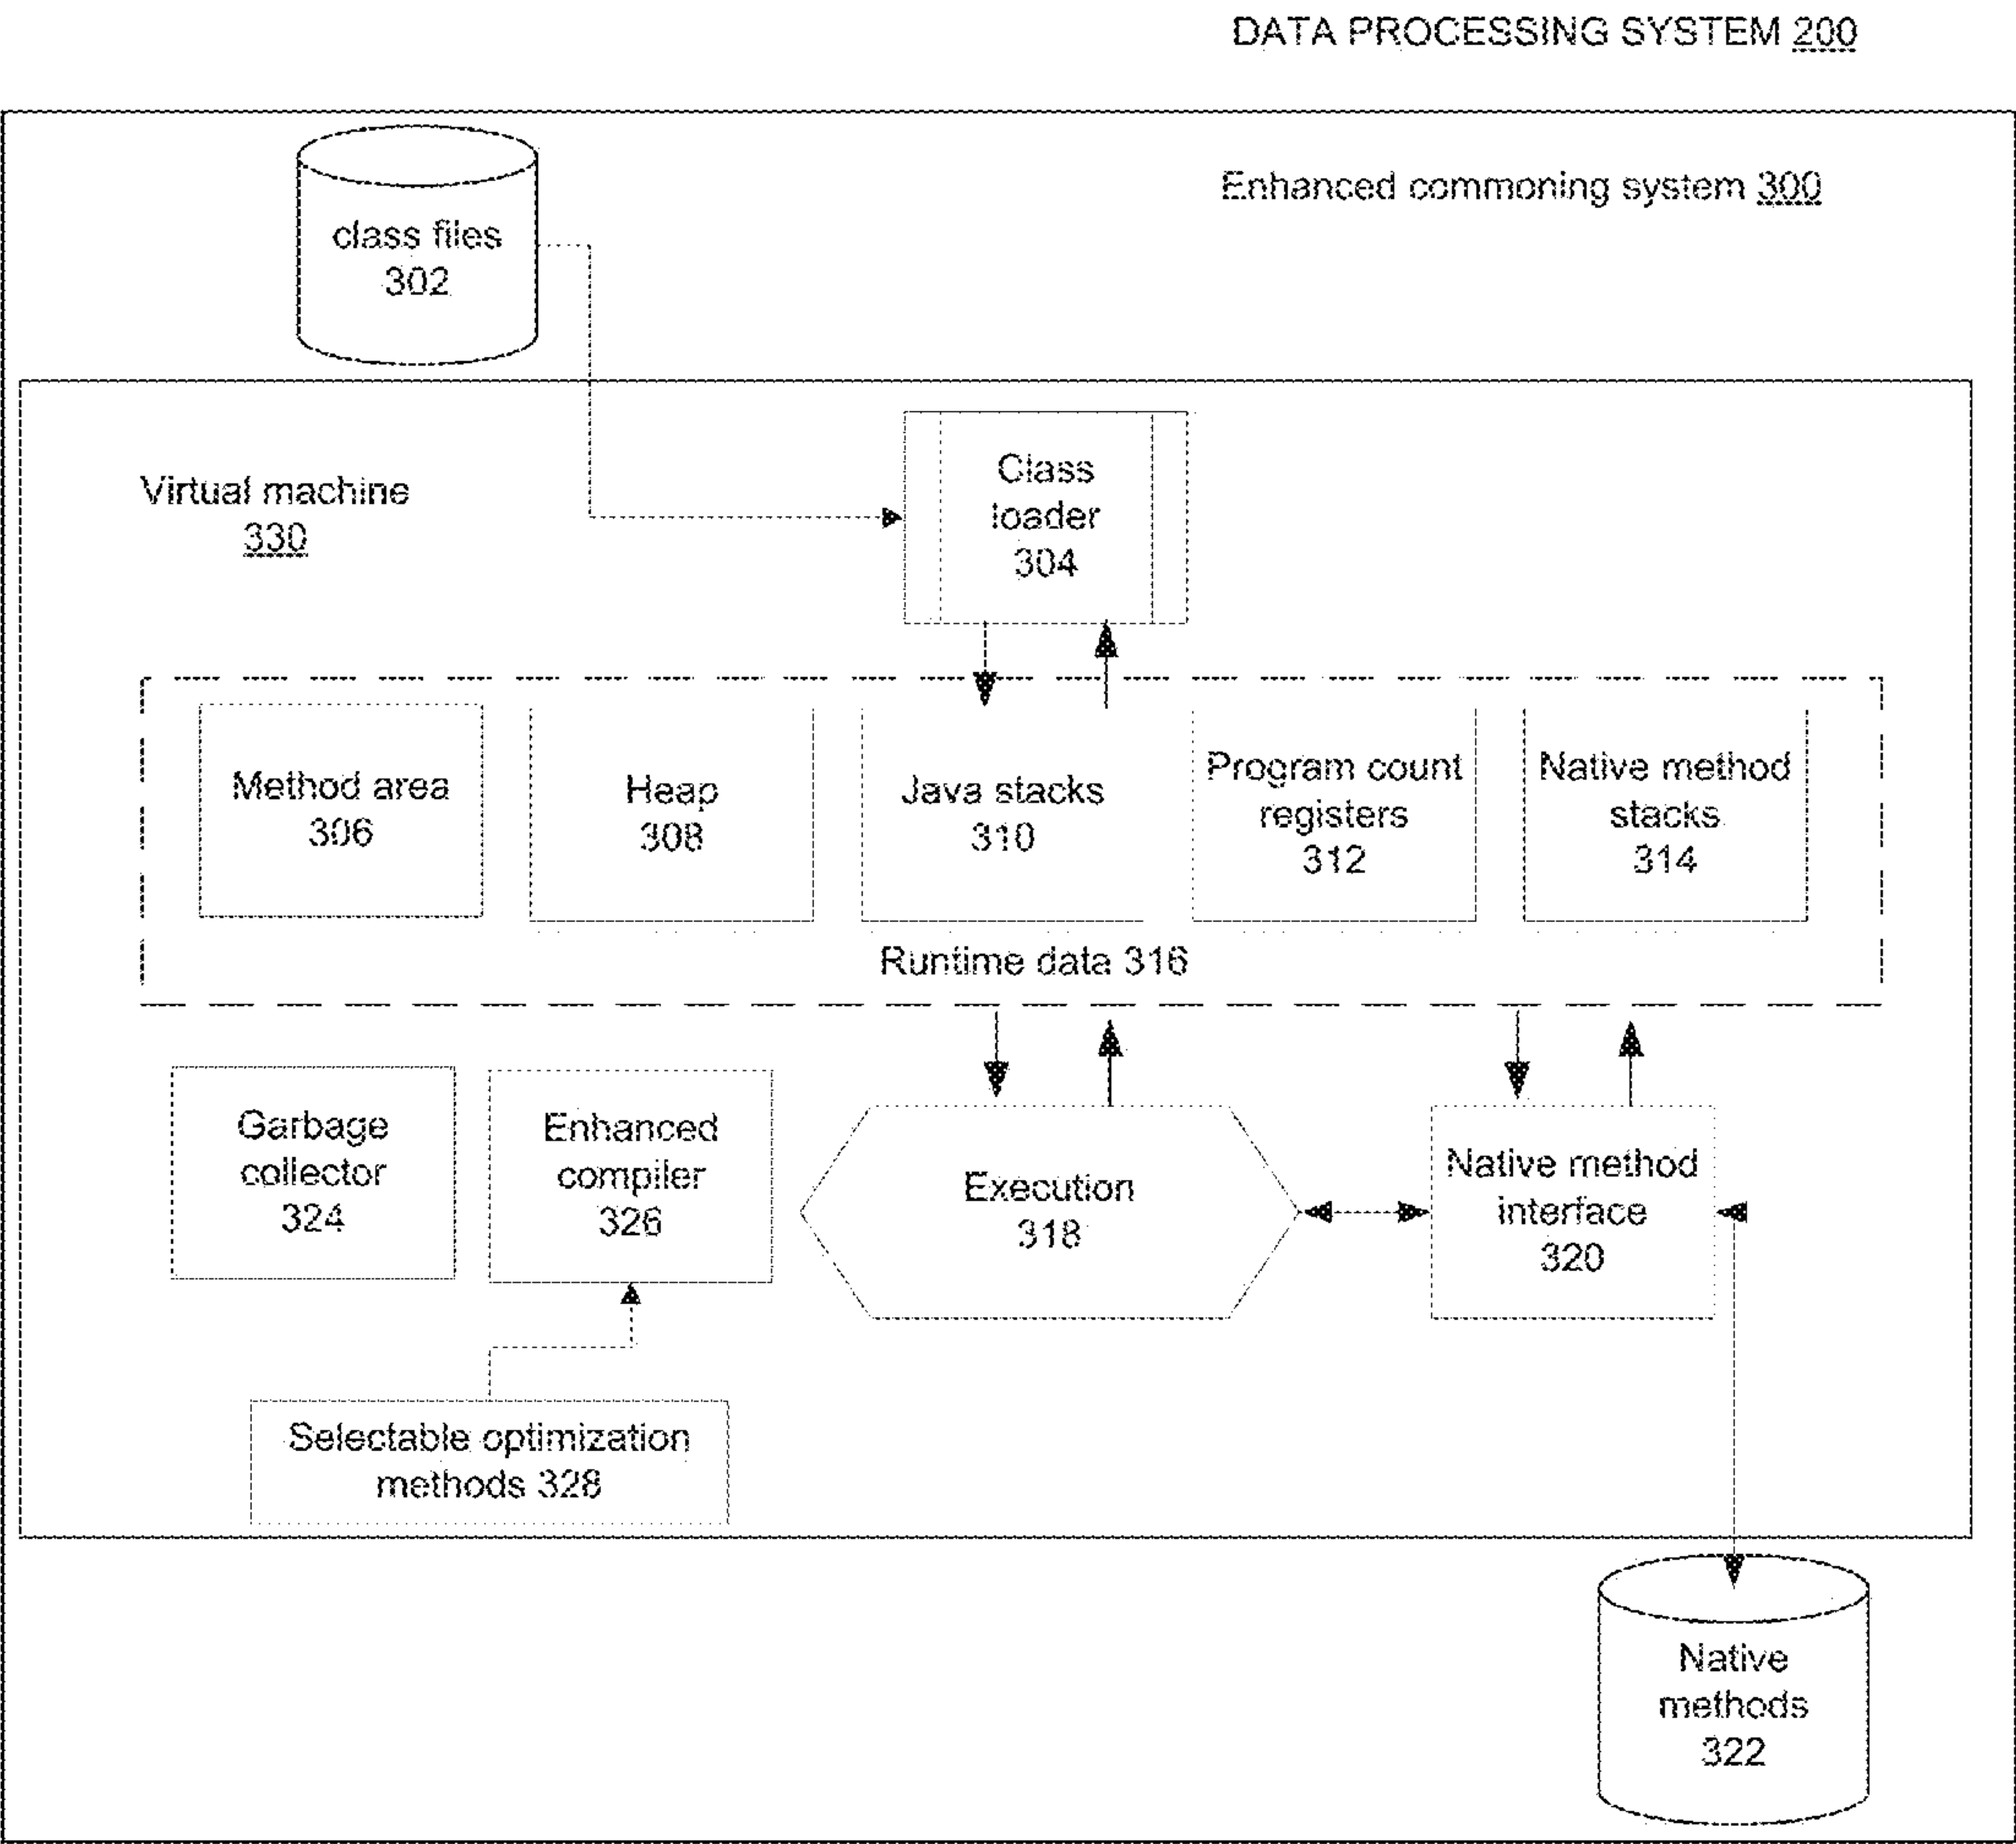 DATA PROCESSING SYSTEM 200
Enhanced commoning system 300
class files
302
Virtual machine
330
Class
loader
304
Method area
306
Heap
308
Java stacks
310
Program count
registers
312
Native method
stacks
314
Runtime data 316
Garbage
collector
324
Enhanced
compiler
326
Execution
318
Native method
interface
320
Selectable optimization
methods 328
Native
methods
322